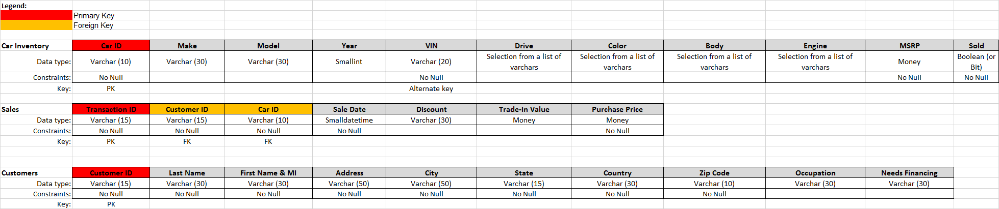 Legend:
Primary Key
Foreign Key
Car Inventory Car ID Make Model Year VIN Drive Color Body Engine MSRP Sold
Data type: Varchar (10) Varchar (30) Varchar (30) Smallint Varchar (20) Selection from a list of varchars Selection from a list of varchars Selection from a list of varchars Selection from a list of varchars Money Boolean (or Bit)
Constraints: No Null No Null No Null No Null
Key: PK Alternate key
Sales Transaction ID Customer ID Car ID Sale Date Discount Trade-In Value Purchase Price
Data type: Varchar (15) Varchar (15) Varchar (10) Smalldatetime Varchar (30) Money Money
Constraints: No Null No Null No Null No Null No Null
Key: PK FK FK
Customers Customer ID Last Name First Name & MI Address City State Country Zip Code Occupation Needs Financing
Data type: Varchar (15) Varchar (30) Varchar (30) Varchar (50) Varchar (50) Varchar (15) Varchar (30) Varchar (10) Varchar (30) Varchar (30)
Constraints: No Null No Null No Null No Null No Null No Null No Null No Null
Key: PK